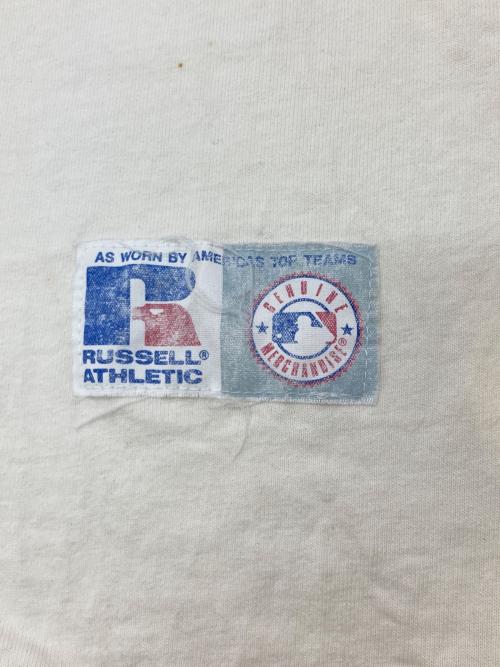 AS WORN BY AMERICAS TOP TEAMS
RUSSELL®
ATHLETIC
GENUINE
MERCHANDISE®